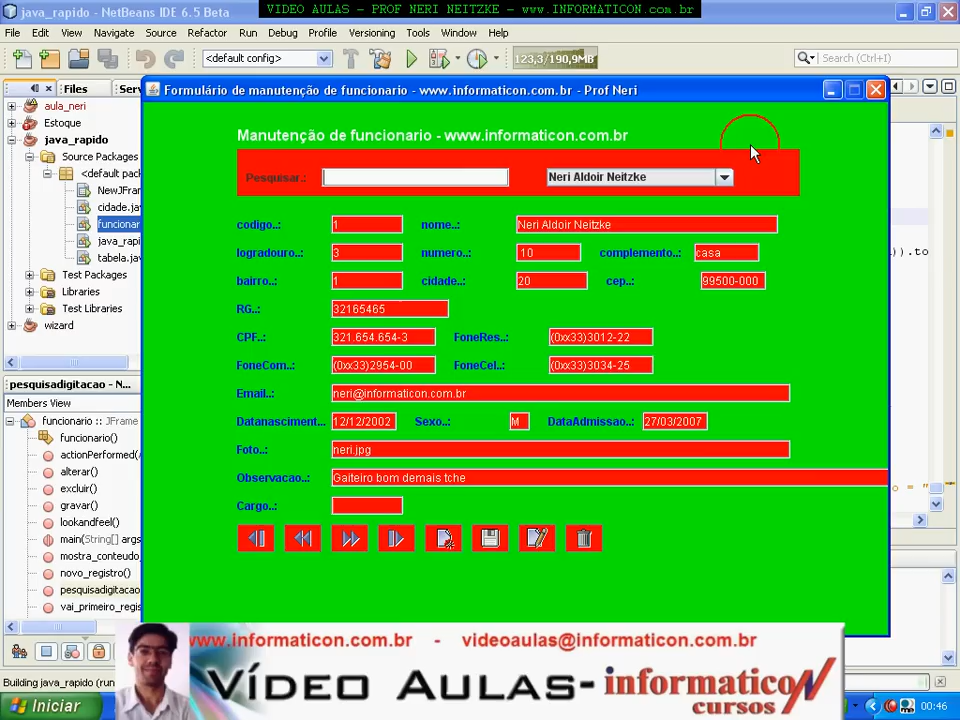 VIDEO AULAS - PROF NERI NEITZKE - www.INFORMATICON.com.br
java_rapido - NetBeans IDE 6.5 Beta
File Edit View Navigate Source Refactor Run Debug Profile Versioning Tools Window Help
<default config> 123,3/190,9MB Search (Ctrl+I)
Files Serv
Formulário de manutenção de funcionario - www.informaticon.com.br - Prof Neri
aula_neri
Estoque
java_rapido
Source Packages
<default pac
NewJFram
cidade.jav
funcionar
java_rapi
tabela.jav
Test Packages
Libraries
Test Libraries
wizard
Manutenção de funcionario - www.informaticon.com.br
Pesquisar.: Neri Aldoir Neitzke
codigo..: 1 nome..: Neri Aldoir Neitzke
logradouro..: 3 numero..: 10 complemento..: casa
bairro..: 1 cidade..: 20 cep..: 99500-000
RG..: 32165465
CPF..: 321.654.654-3 FoneRes..: (0xx33)3012-22
FoneCom..: (0xx33)2954-00 FoneCel..: (0xx33)3034-25
Email..: neri@informaticon.com.br
Datanasciment... 12/12/2002 Sexo..: M DataAdmissao..: 27/03/2007
Foto..: neri.jpg
Observacao..: Galteiro bom demais tche
Cargo..:
)).to
o = "
pesquisadigitacao - N...
Members View
funcionario :: JFrame
funcionario()
actionPerformed(A
alterar()
excluir()
gravar()
lookandfeel()
main(String[] args
mostra_conteudo_
novo_registro()
pesquisadigitacao
vai_primeiro_regis
Building java_rapido (run
www.informaticon.com.br - videoaulas@informaticon.com.br
Vídeo Aulas- informaticoN
cursos
Iniciar 00:46